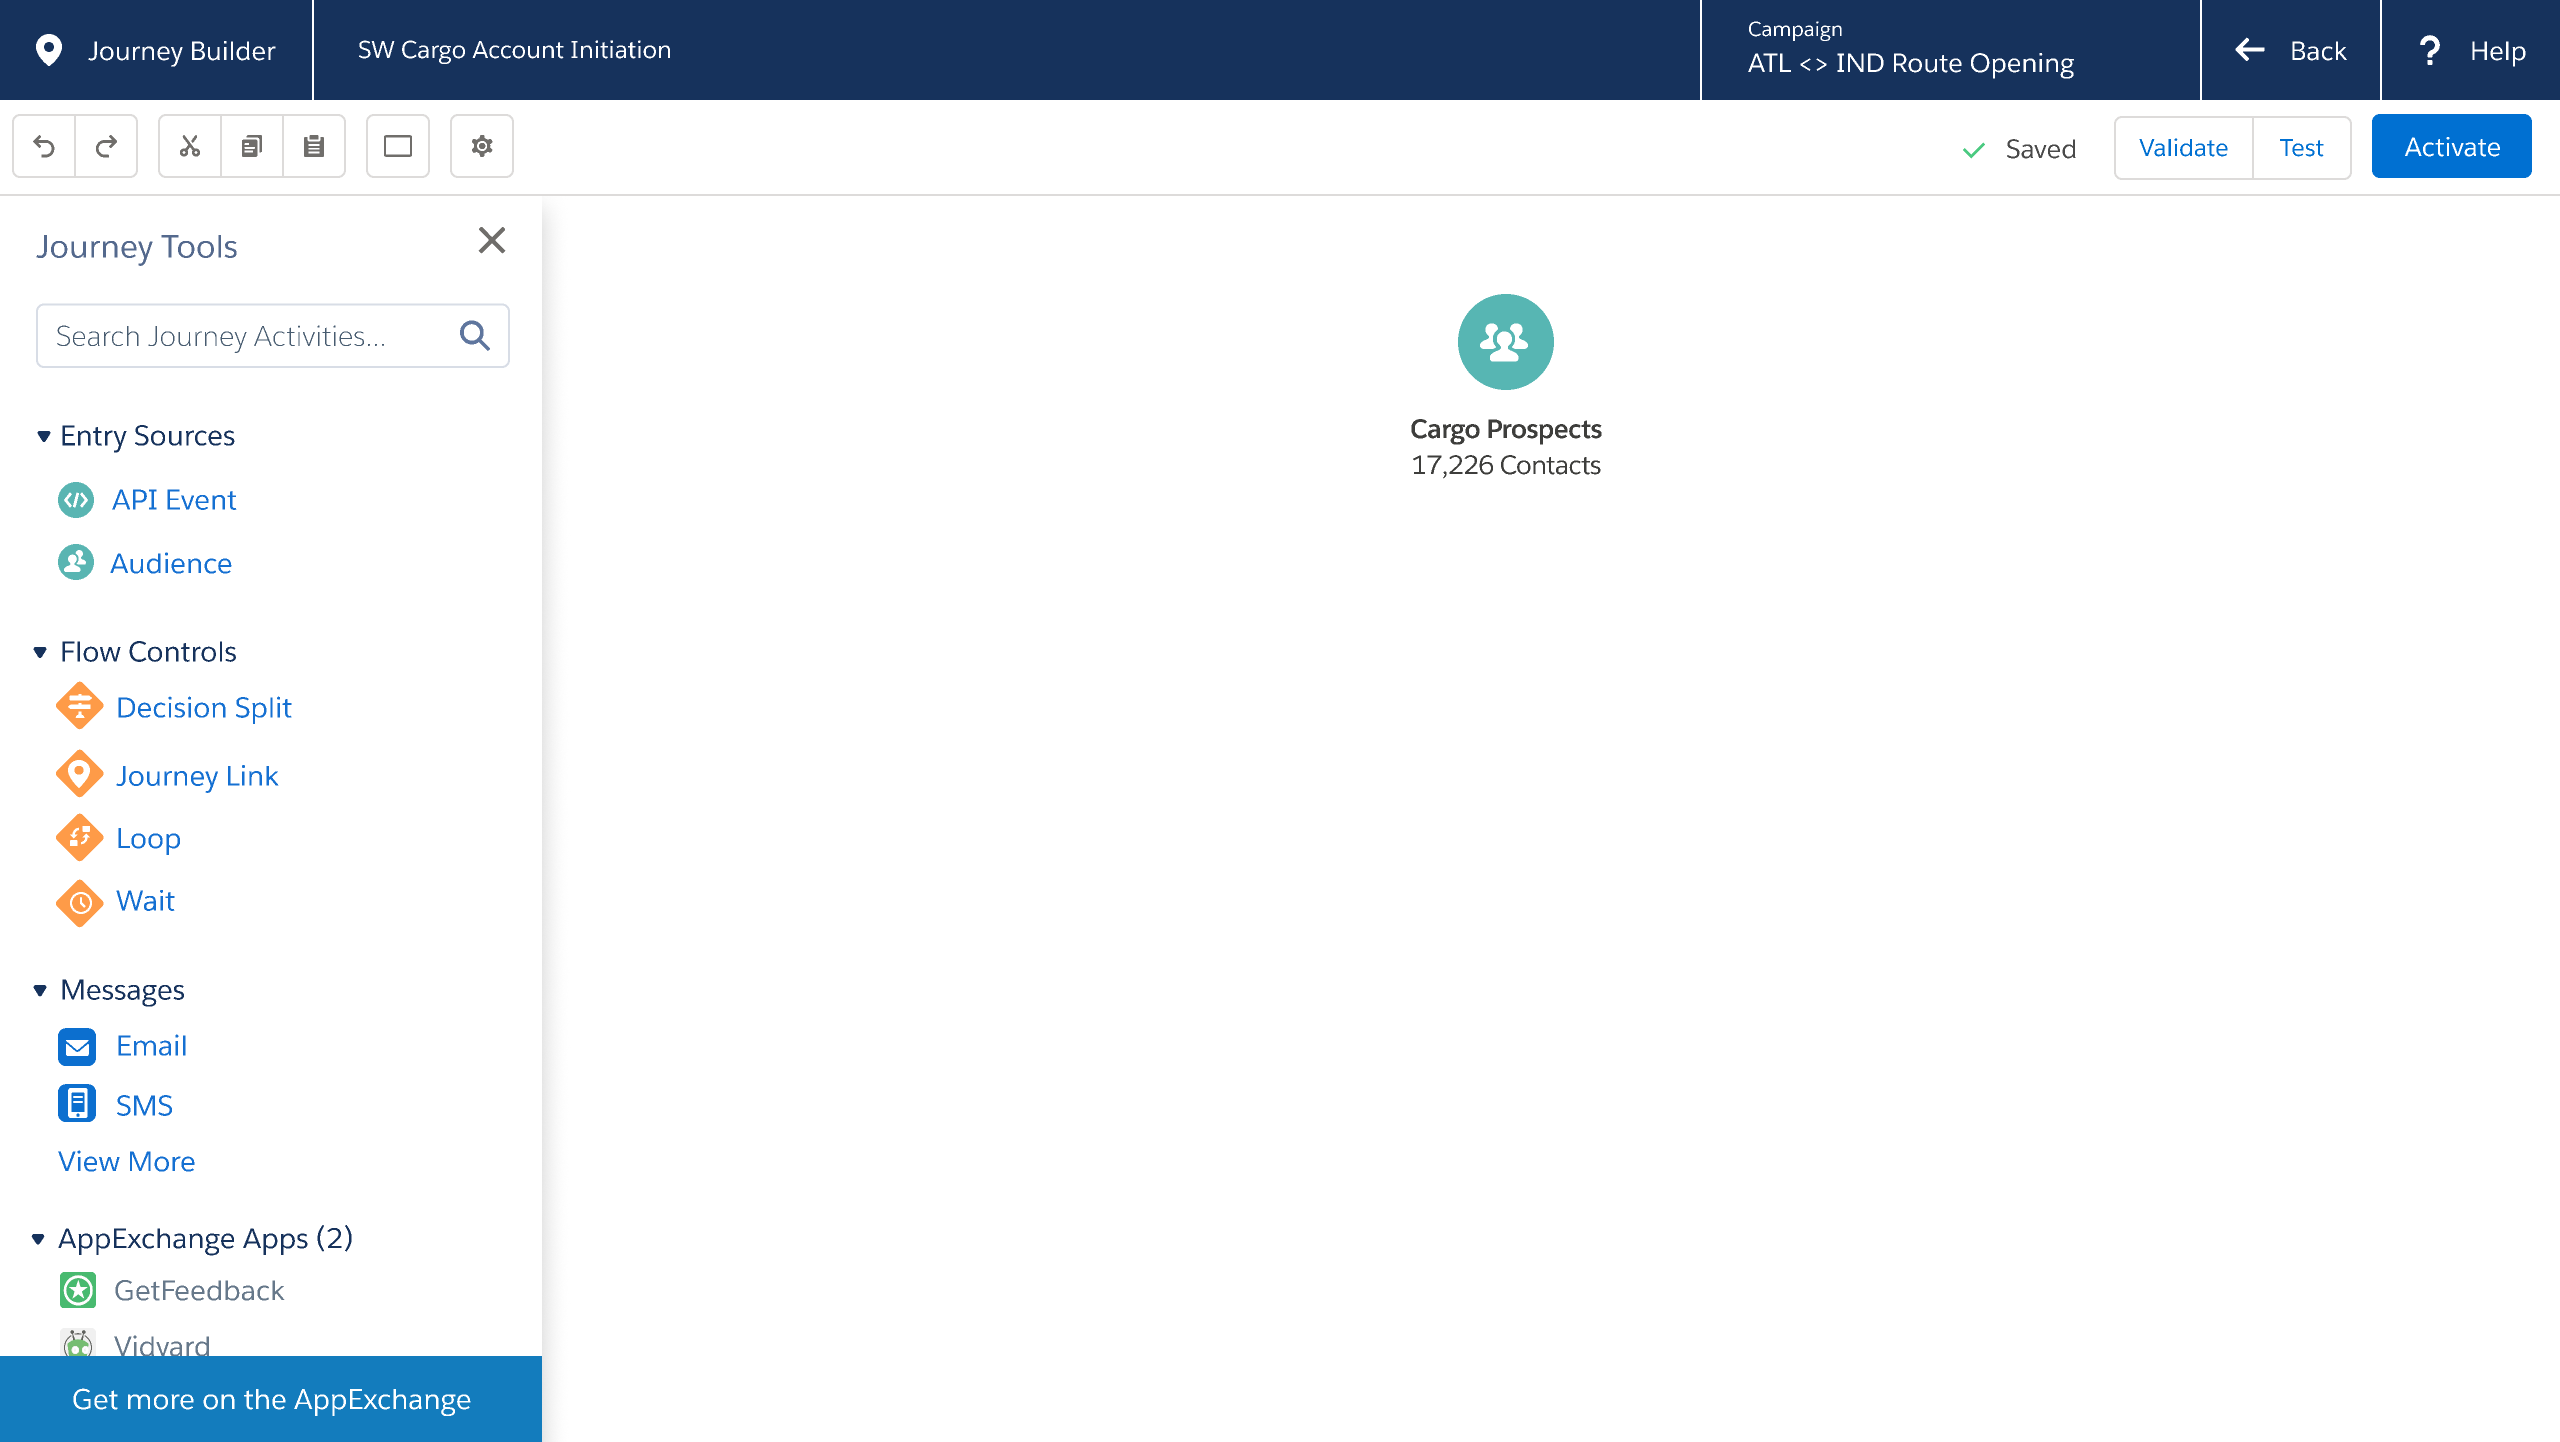 Journey Builder
SW Cargo Account Initiation
Campaign
ATL <> IND Route Opening
Back
? Help
Saved
Validate
Test
Activate
Journey Tools
Search Journey Activities...
Entry Sources
API Event
Audience
Flow Controls
Decision Split
Journey Link
Loop
Wait
Messages
Email
SMS
View More
AppExchange Apps (2)
GetFeedback
Vidyard
Get more on the AppExchange
Cargo Prospects
17,226 Contacts